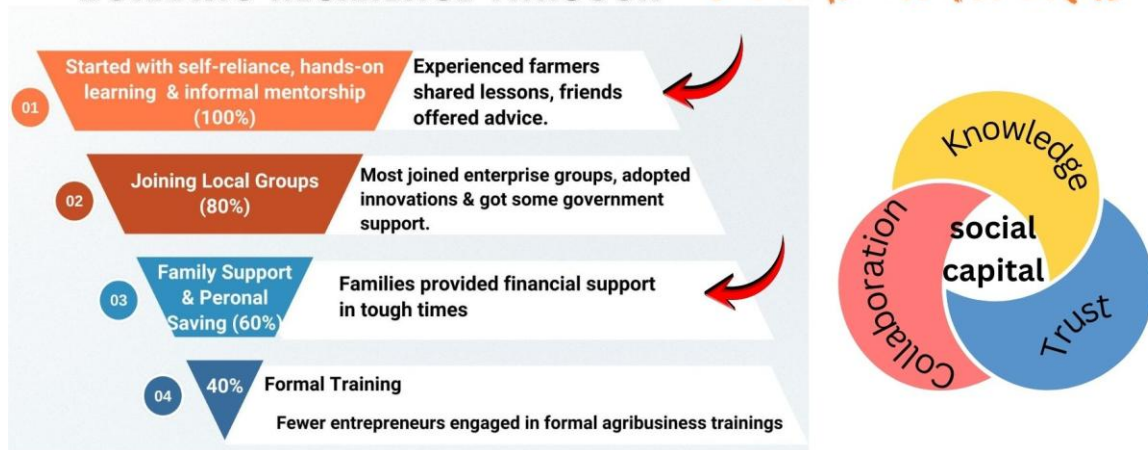 01
Started with self-reliance, hands-on
learning & informal mentorship
(100%)
Experienced farmers
shared lessons, friends
offered advice.
02
Joining Local Groups
(80%)
Most joined enterprise groups, adopted
innovations & got some government
support.
03
Family Support
& Peronal
Saving (60%)
Families provided financial support
in tough times
04
40%
Formal Training
Fewer entrepreneurs engaged in formal agribusiness trainings
Knowledge
Collaboration
social
capital
Trust